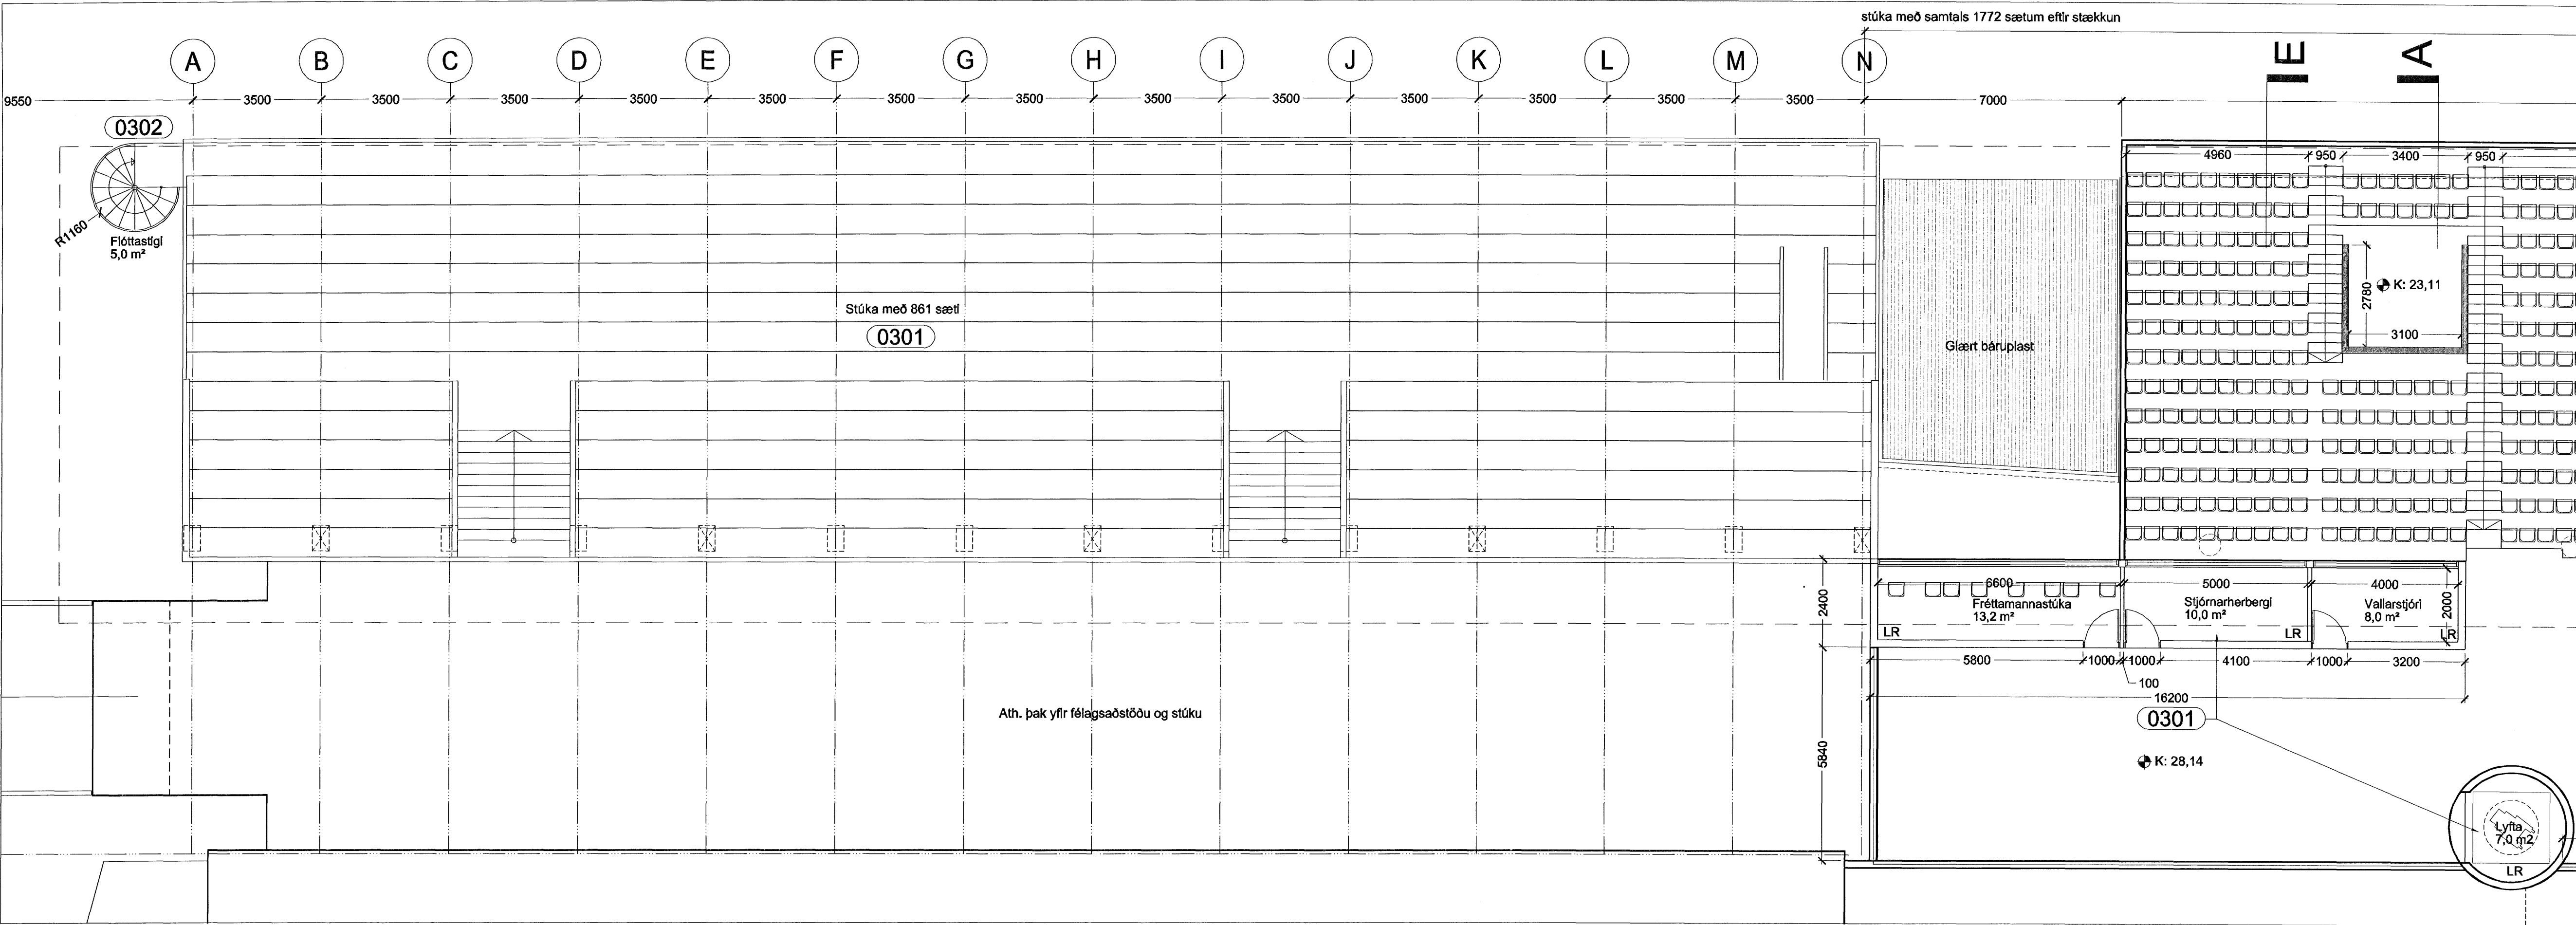 stúka með samtals 1772 sætum eftir stækkun
A B C D E F G H I J K L M N
E A
9550 3500 3500 3500 3500 3500 3500 3500 3500 3500 3500 3500 3500 3500 7000
0302
4960 950 3400 950
R1160
Flóttastigi
5,0 m²
K: 23,11
2780
3100
Stúka með 861 sæti
0301
Glært báruplast
6600 5000 4000
Fréttamannastúka
13,2 m²
Stjórnarherbergi
10,0 m²
Vallarstjóri
8,0 m²
2400
2000
LR LR LR
5800 1000 1000 4100 1000 3200
100
16200
Ath. þak yfir félagsaðstöðu og stúku
0301
5840
K: 28,14
Lyfta
7,0 m2
LR